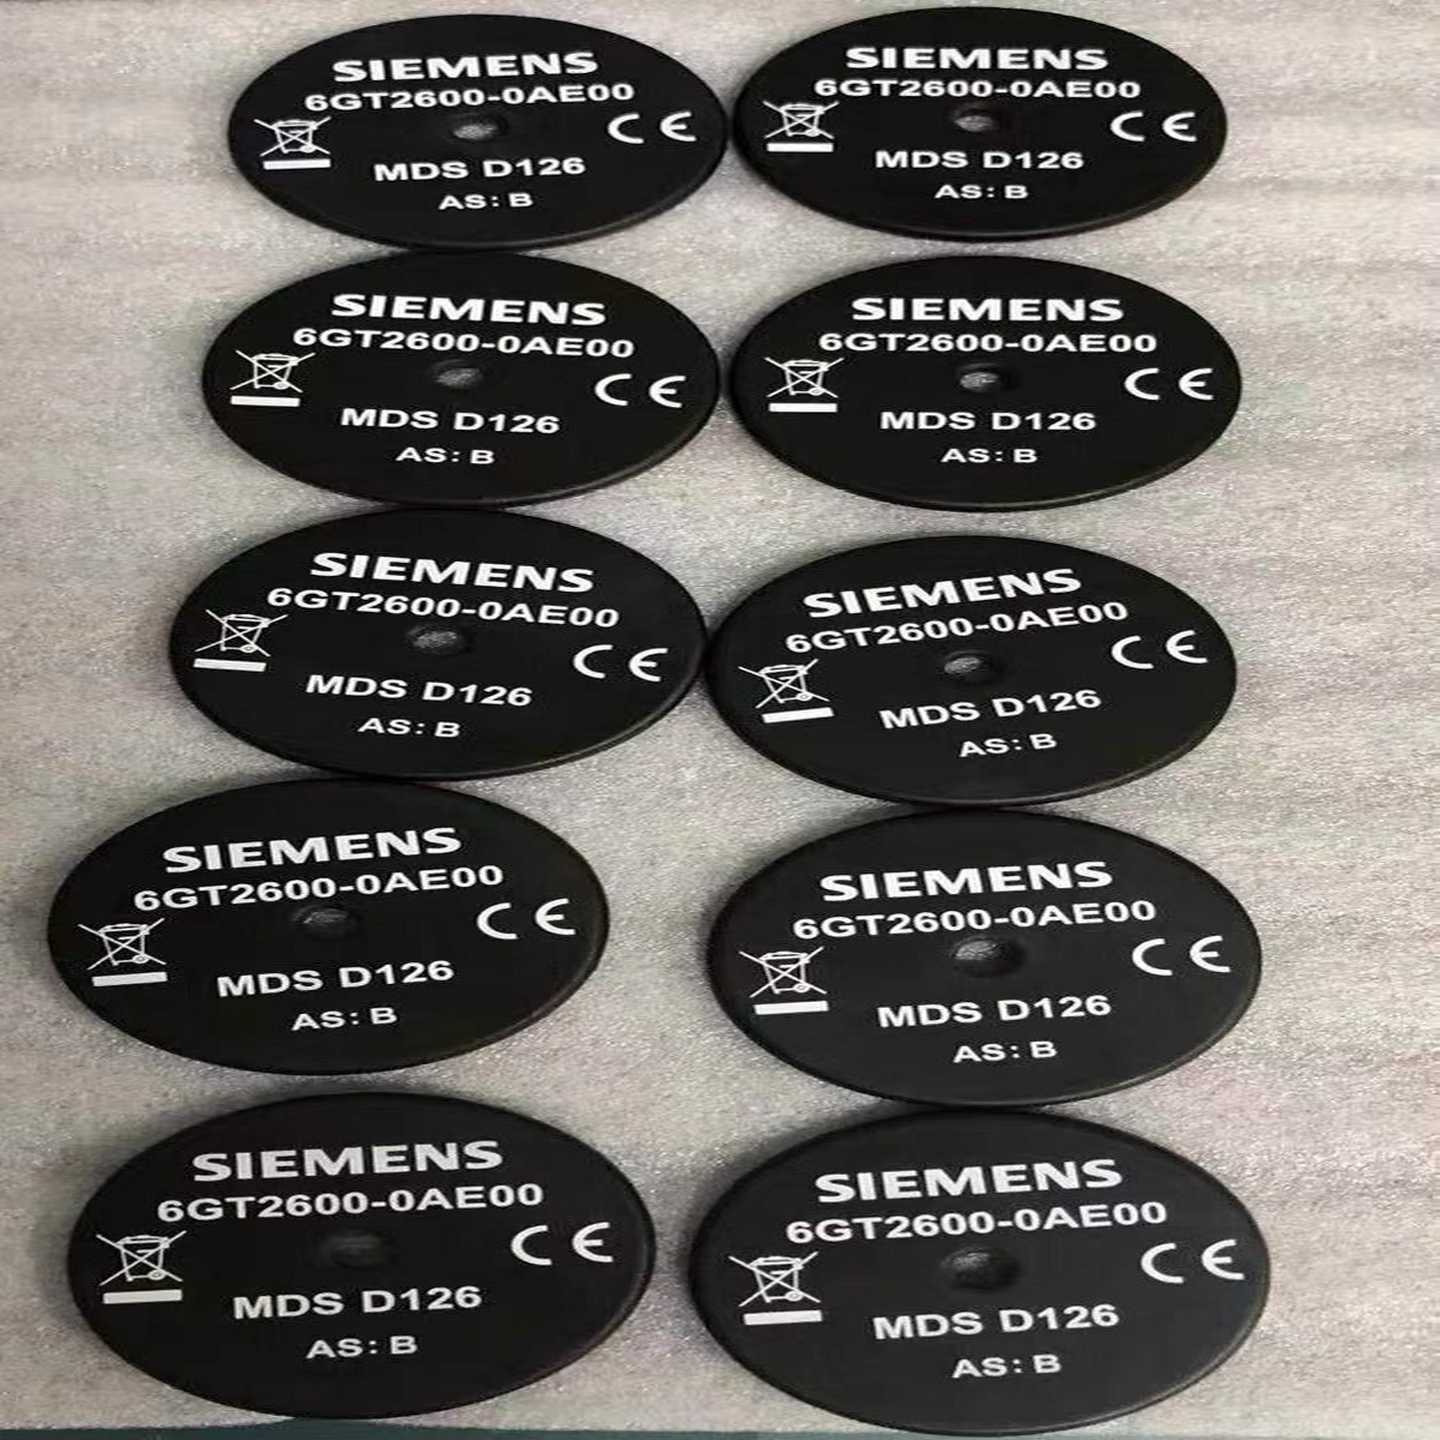 SIEMENS
6GT2600-0AE00
CE
MDS D126
AS: B
SIEMENS
6GT2600-0AE00
CE
MDS D126
AS: B
SIEMENS
6GT2600-0AE00
CE
MDS D126
AS: B
SIEMENS
6GT2600-0AE00
CE
MDS D126
AS: B
SIEMENS
6GT2600-0AE00
CE
MDS D126
AS: B
SIEMENS
6GT2600-0AE00
CE
MDS D126
AS: B
SIEMENS
6GT2600-0AE00
CE
MDS D126
AS: B
SIEMENS
6GT2600-0AE00
CE
MDS D126
AS: B
SIEMENS
6GT2600-0AE00
CE
MDS D126
AS: B
SIEMENS
6GT2600-0AE00
CE
MDS D126
AS: B